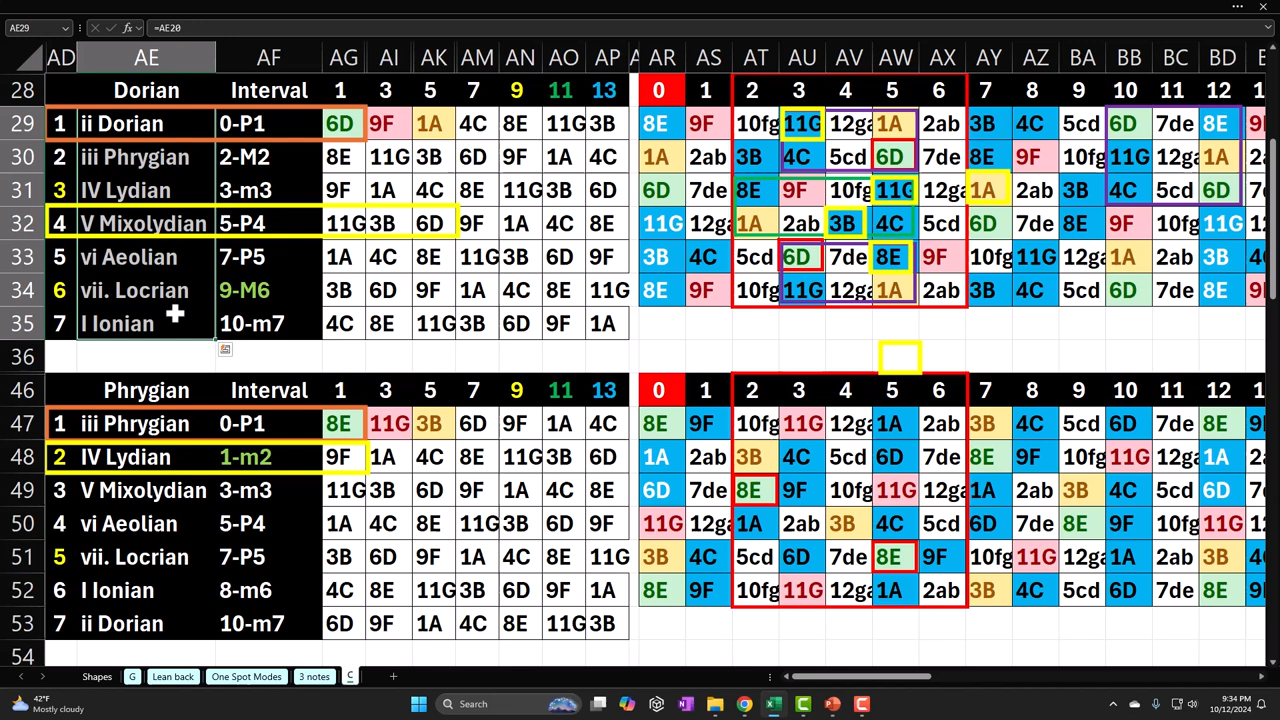 AE29 fx =AE20
AD AE AF AG AI AK AM AN AO AP A AR AS AT AU AV AW AX AY AZ BA BB BC BD E
28 Dorian Interval 1 3 5 7 9 11 13 0 1 2 3 4 5 6 7 8 9 10 11 12 1
29 1 ii Dorian 0-P1 6D 9F 1A 4C 8E 11G 3B 8E 9F 10fg 11G 12ga 1A 2ab 3B 4C 5cd 6D 7de 8E 9
30 2 iii Phrygian 2-M2 8E 11G 3B 6D 9F 1A 4C 1A 2ab 3B 4C 5cd 6D 7de 8E 9F 10fg 11G 12ga 1A 2
31 3 IV Lydian 3-m3 9F 1A 4C 8E 11G 3B 6D 6D 7de 8E 9F 10fg 11G 12ga 1A 2ab 3B 4C 5cd 6D 7
32 4 V Mixolydian 5-P4 11G 3B 6D 9F 1A 4C 8E 11G 12ga 1A 2ab 3B 4C 5cd 6D 7de 8E 9F 10fg 11G 1
33 5 vi Aeolian 7-P5 1A 4C 8E 11G 3B 6D 9F 3B 4C 5cd 6D 7de 8E 9F 10fg 11G 12ga 1A 2ab 3B 4
34 6 vii. Locrian 9-M6 3B 6D 9F 1A 4C 8E 11G 8E 9F 10fg 11G 12ga 1A 2ab 3B 4C 5cd 6D 7de 8E 9
35 7 I Ionian 10-m7 4C 8E 11G 3B 6D 9F 1A
36
46 Phrygian Interval 1 3 5 7 9 11 13 0 1 2 3 4 5 6 7 8 9 10 11 12 1
47 1 iii Phrygian 0-P1 8E 11G 3B 6D 9F 1A 4C 8E 9F 10fg 11G 12ga 1A 2ab 3B 4C 5cd 6D 7de 8E 9
48 2 IV Lydian 1-m2 9F 1A 4C 8E 11G 3B 6D 1A 2ab 3B 4C 5cd 6D 7de 8E 9F 10fg 11G 12ga 1A 2
49 3 V Mixolydian 3-m3 11G 3B 6D 9F 1A 4C 8E 6D 7de 8E 9F 10fg 11G 12ga 1A 2ab 3B 4C 5cd 6D 7
50 4 vi Aeolian 5-P4 1A 4C 8E 11G 3B 6D 9F 11G 12ga 1A 2ab 3B 4C 5cd 6D 7de 8E 9F 10fg 11G 1
51 5 vii. Locrian 7-P5 3B 6D 9F 1A 4C 8E 11G 3B 4C 5cd 6D 7de 8E 9F 10fg 11G 12ga 1A 2ab 3B 4
52 6 I Ionian 8-m6 4C 8E 11G 3B 6D 9F 1A 8E 9F 10fg 11G 12ga 1A 2ab 3B 4C 5cd 6D 7de 8E 9
53 7 ii Dorian 10-m7 6D 9F 1A 4C 8E 11G 3B
54
Shapes G Lean back One Spot Modes 3 notes C
42°F
Mostly cloudy
Search
9:34 PM
10/12/2024